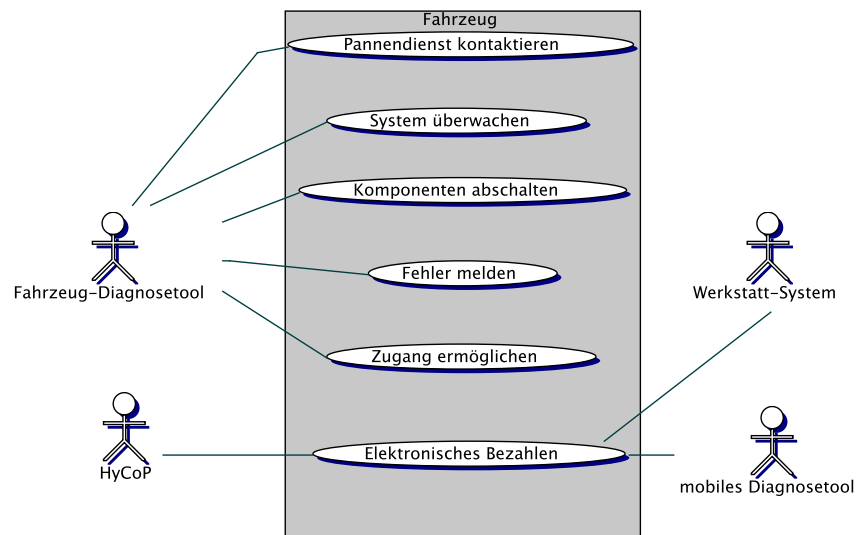 Fahrzeug
Pannendienst kontaktieren
System überwachen
Komponenten abschalten
Fehler melden
Fahrzeug-Diagnosetool
Werkstatt-System
Zugang ermöglichen
Elektronisches Bezahlen
HyCoP
mobiles Diagnosetool